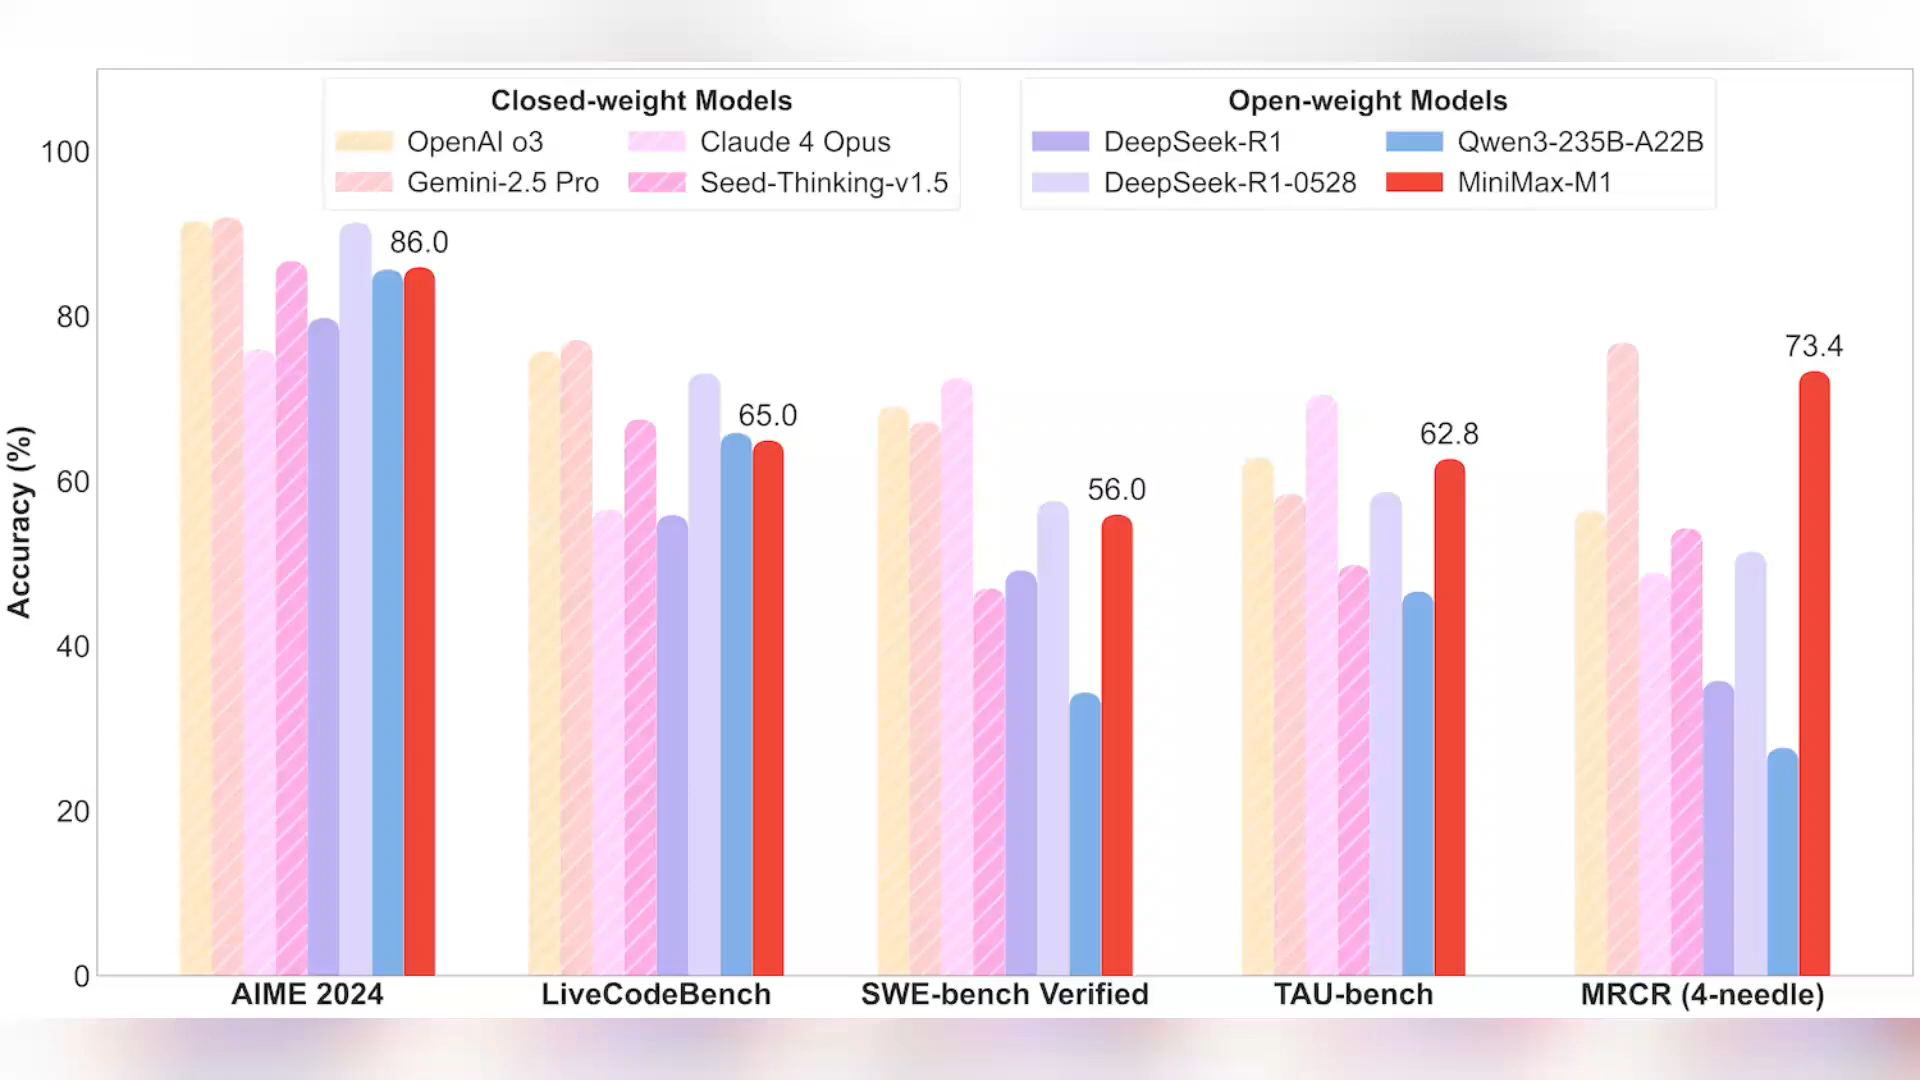 Closed-weight Models
OpenAI o3
Claude 4 Opus
Gemini-2.5 Pro
Seed-Thinking-v1.5
Open-weight Models
DeepSeek-R1
Qwen3-235B-A22B
DeepSeek-R1-0528
MiniMax-M1
Accuracy (%)
100
80
60
40
20
0
86.0
65.0
56.0
62.8
73.4
AIME 2024
LiveCodeBench
SWE-bench Verified
TAU-bench
MRCR (4-needle)